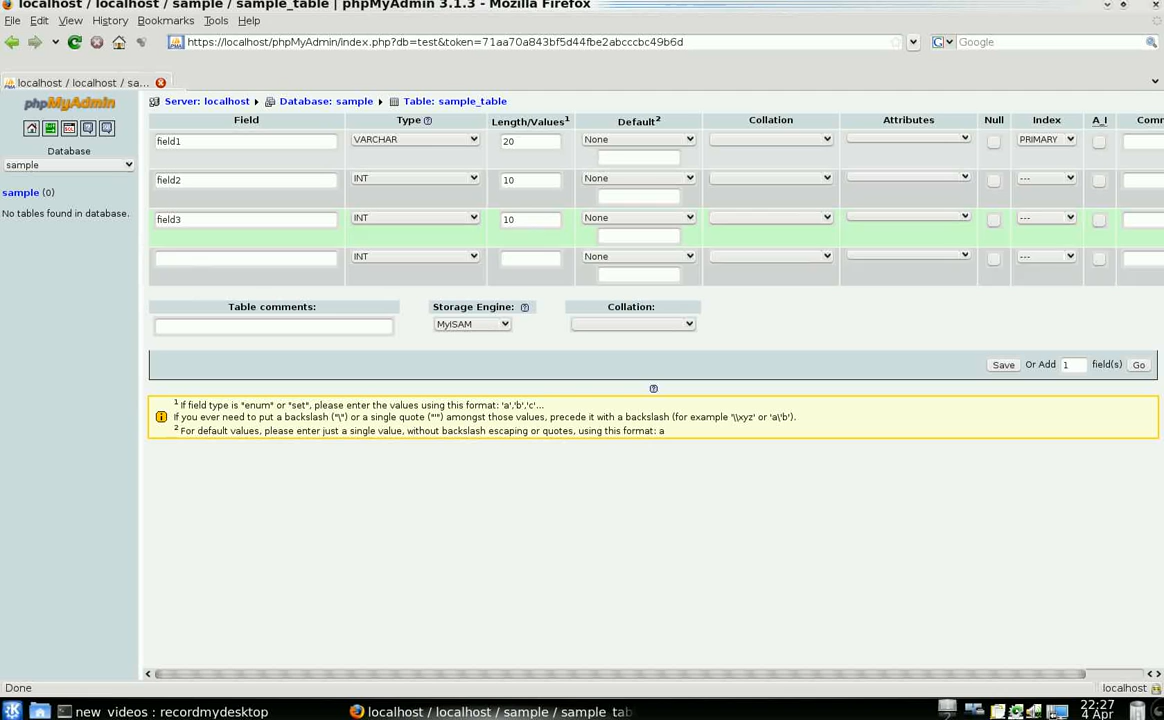 localhost / localhost / sample / sample_table | phpMyAdmin 3.1.3 - Mozilla Firefox
File Edit View History Bookmarks Tools Help
https://localhost/phpMyAdmin/index.php?db=test&token=71aa70a843bf5d44fbe2abcccbc49b6d
Google
localhost / localhost / sa...
phpMyAdmin
Database
sample
sample (0)
No tables found in database.
Server: localhost Database: sample Table: sample_table
Field Type Length/Values1 Default2 Collation Attributes Null Index A_I Comm
field1 VARCHAR 20 None PRIMARY
field2 INT 10 None ---
field3 INT 10 None ---
INT None ---
Table comments: Storage Engine: Collation:
MyISAM
Save Or Add 1 field(s) Go
1 If field type is "enum" or "set", please enter the values using this format: 'a','b','c'...
If you ever need to put a backslash ("\") or a single quote ("'") amongst those values, precede it with a backslash (for example '\\xyz' or 'a\'b').
2 For default values, please enter just a single value, without backslash escaping or quotes, using this format: a
Done
localhost
new_videos : recordmydesktop
localhost / localhost / sample / sample_tab
22:27
4 Apr